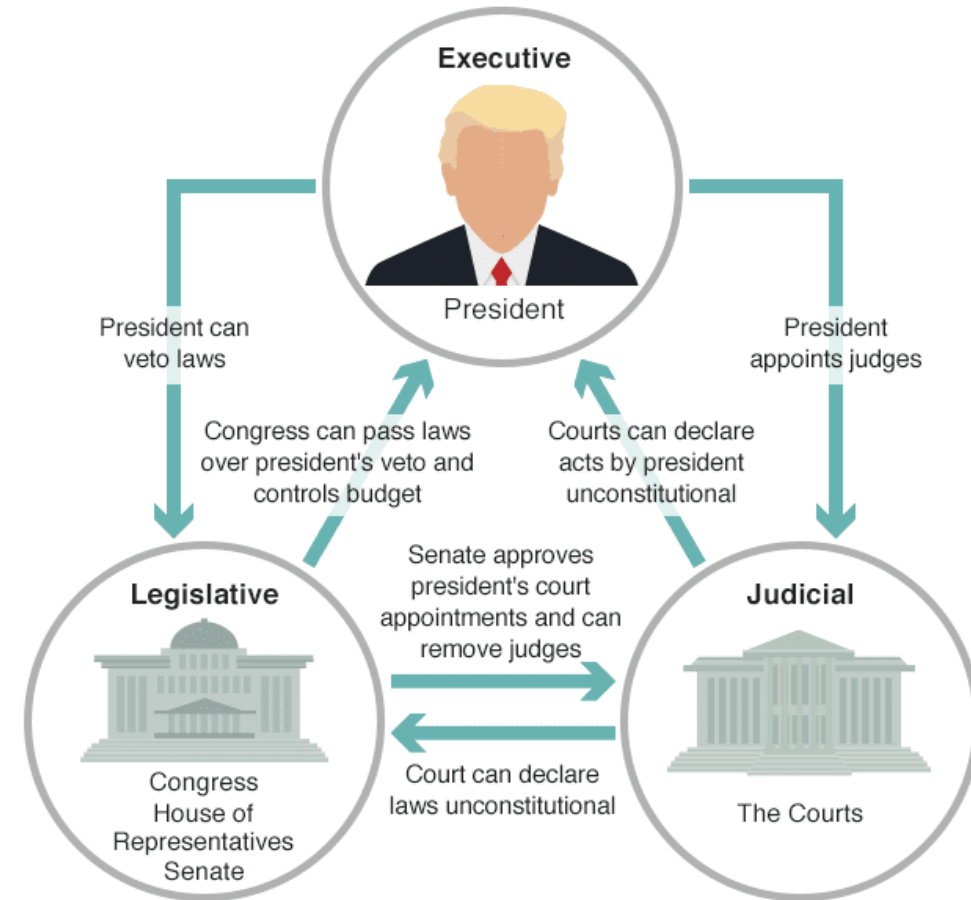 Executive
President
President can
veto laws
President
appoints judges
Congress can pass laws
over president's veto and
controls budget
Courts can declare
acts by president
unconstitutional
Senate approves
president's court
appointments and can
remove judges
Legislative
Congress
House of
Representatives
Senate
Judicial
The Courts
Court can declare
laws unconstitutional